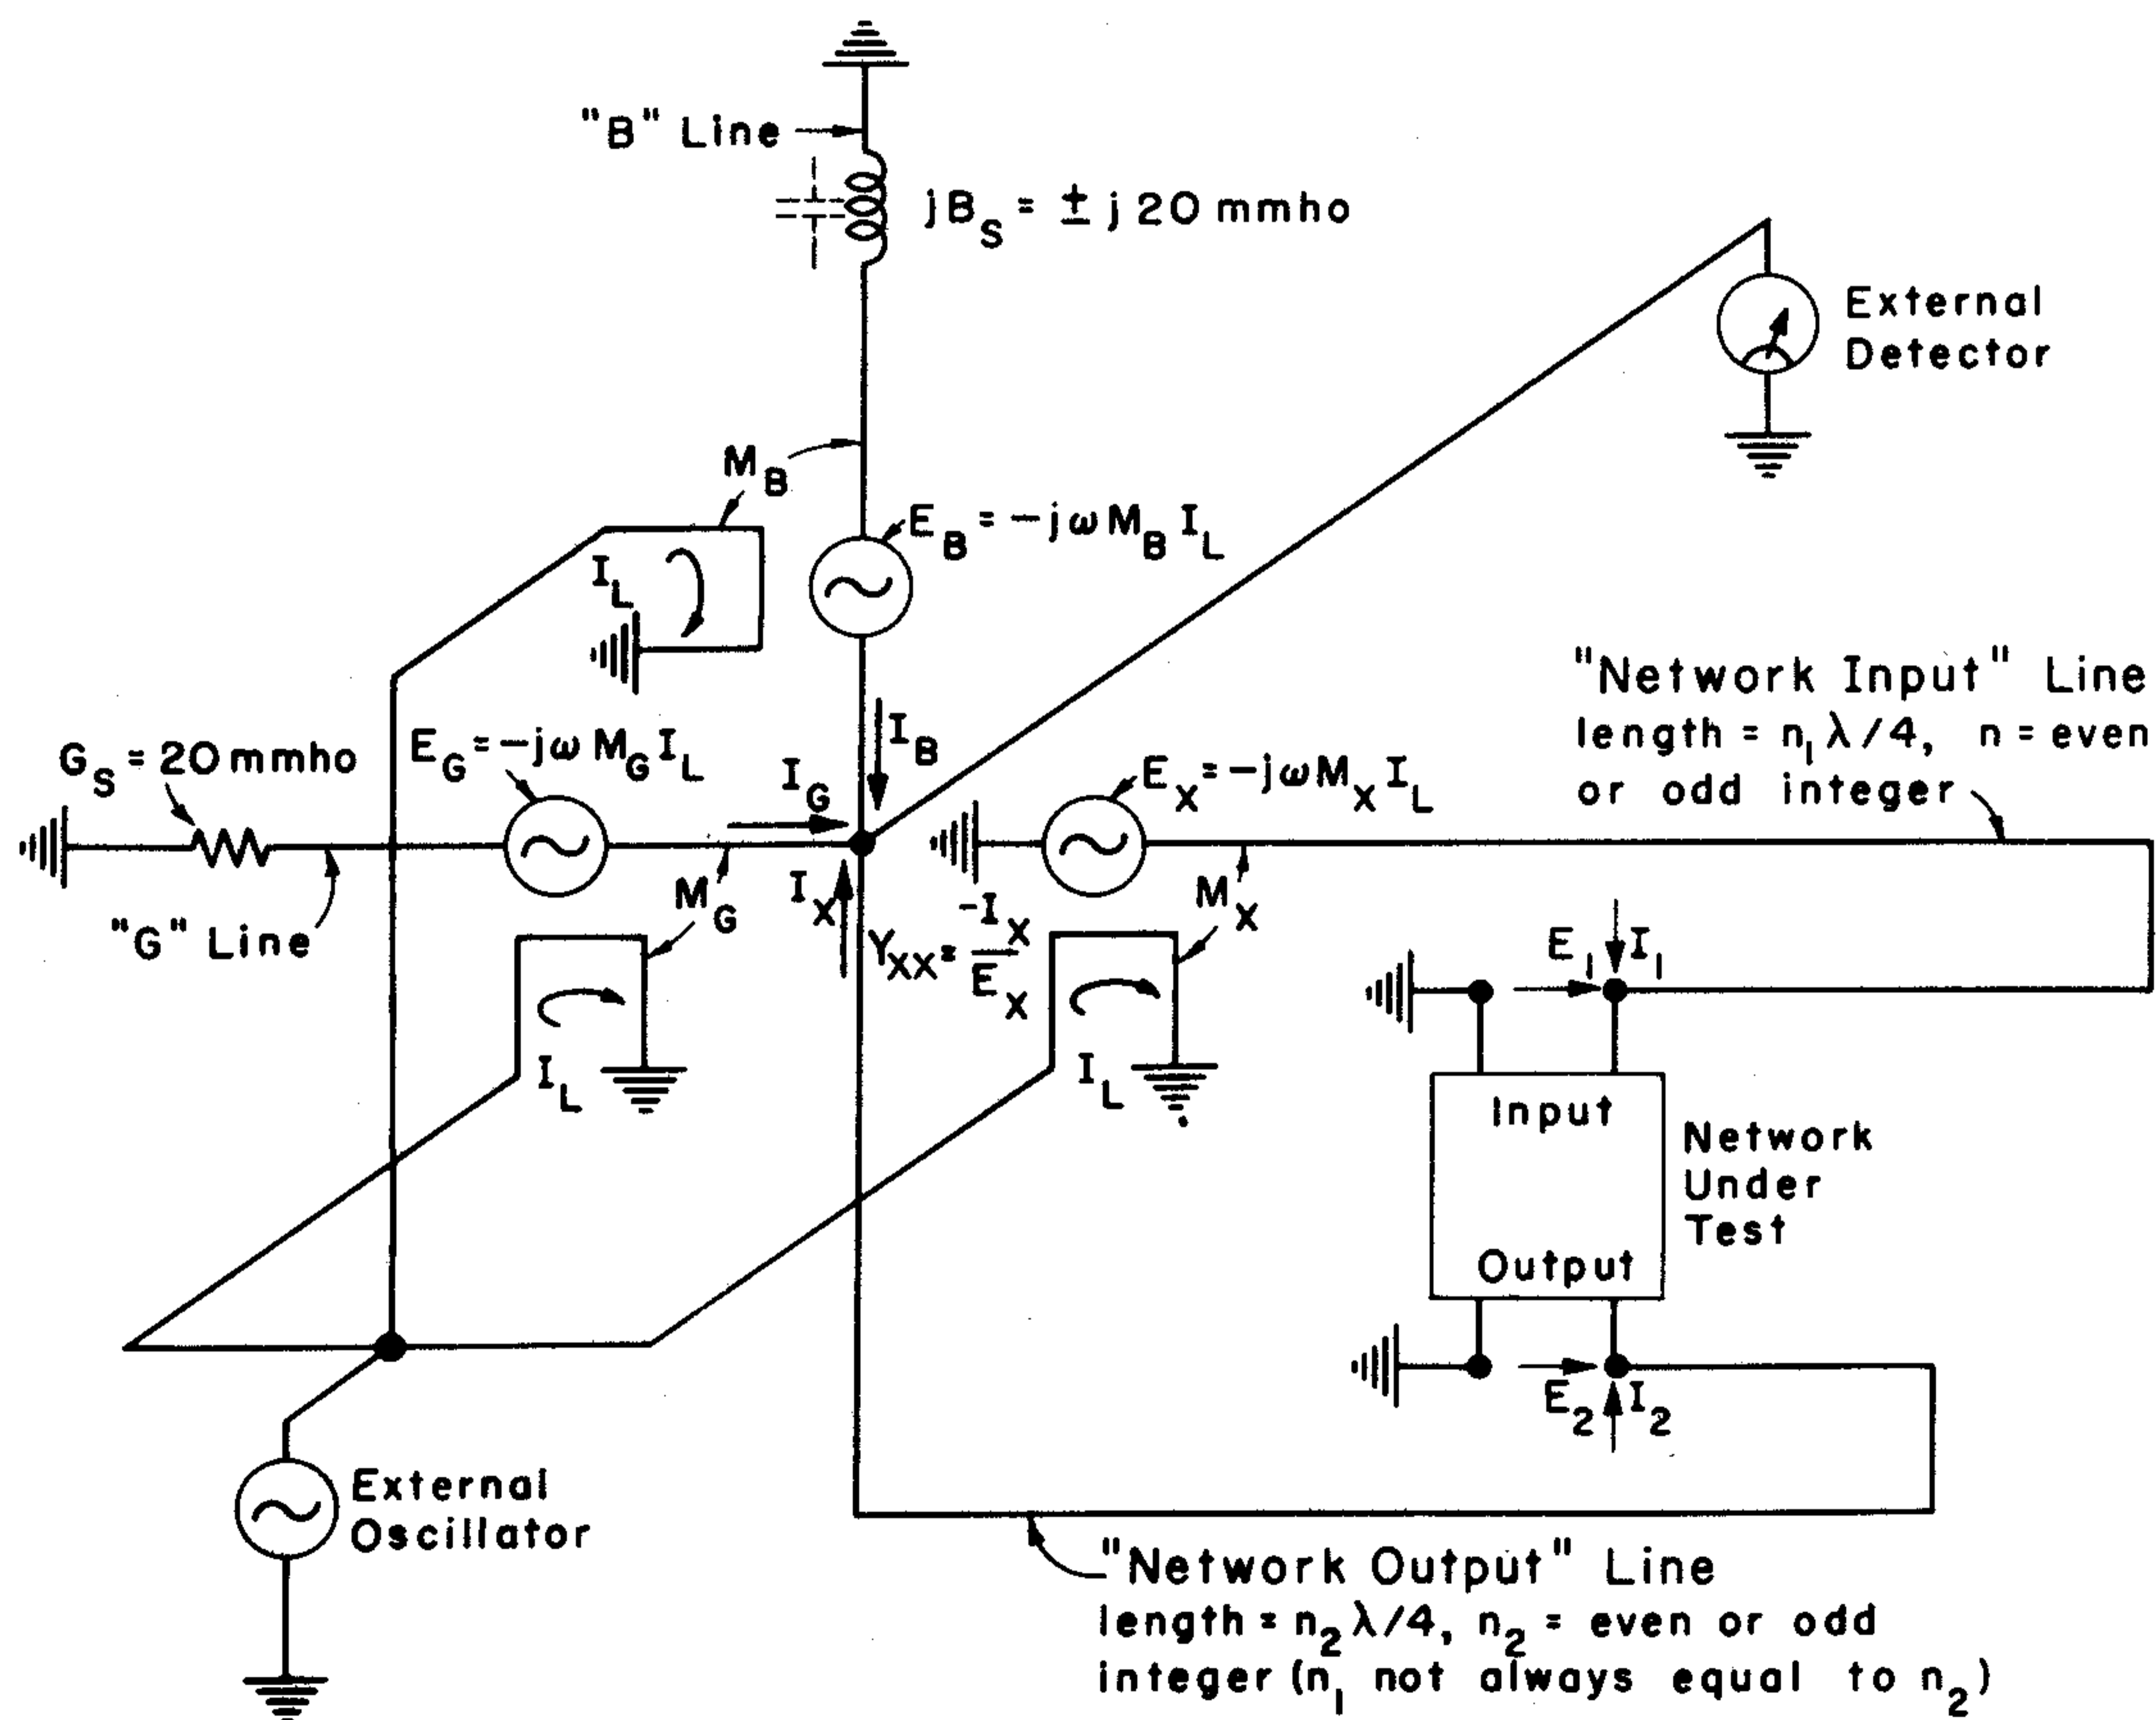 "B" Line
jB_S = ± j 20 mmho
External
Detector
M_B
E_B = -jωM_B I_L
I_L
"Network Input" Line
length = n_1 λ/4, n = even
or odd integer
I_B
G_S = 20 mmho
E_G = -jωM_G I_L
I_G
E_X = -jωM_X I_L
"G" Line
M_G
I_X
Y_XX = -I_X / E_X
M_X
E_1
I_1
I_L
I_L
Input
Network
Under
Test
Output
E_2
I_2
External
Oscillator
"Network Output" Line
length = n_2 λ/4, n_2 = even or odd
integer (n_1 not always equal to n_2)